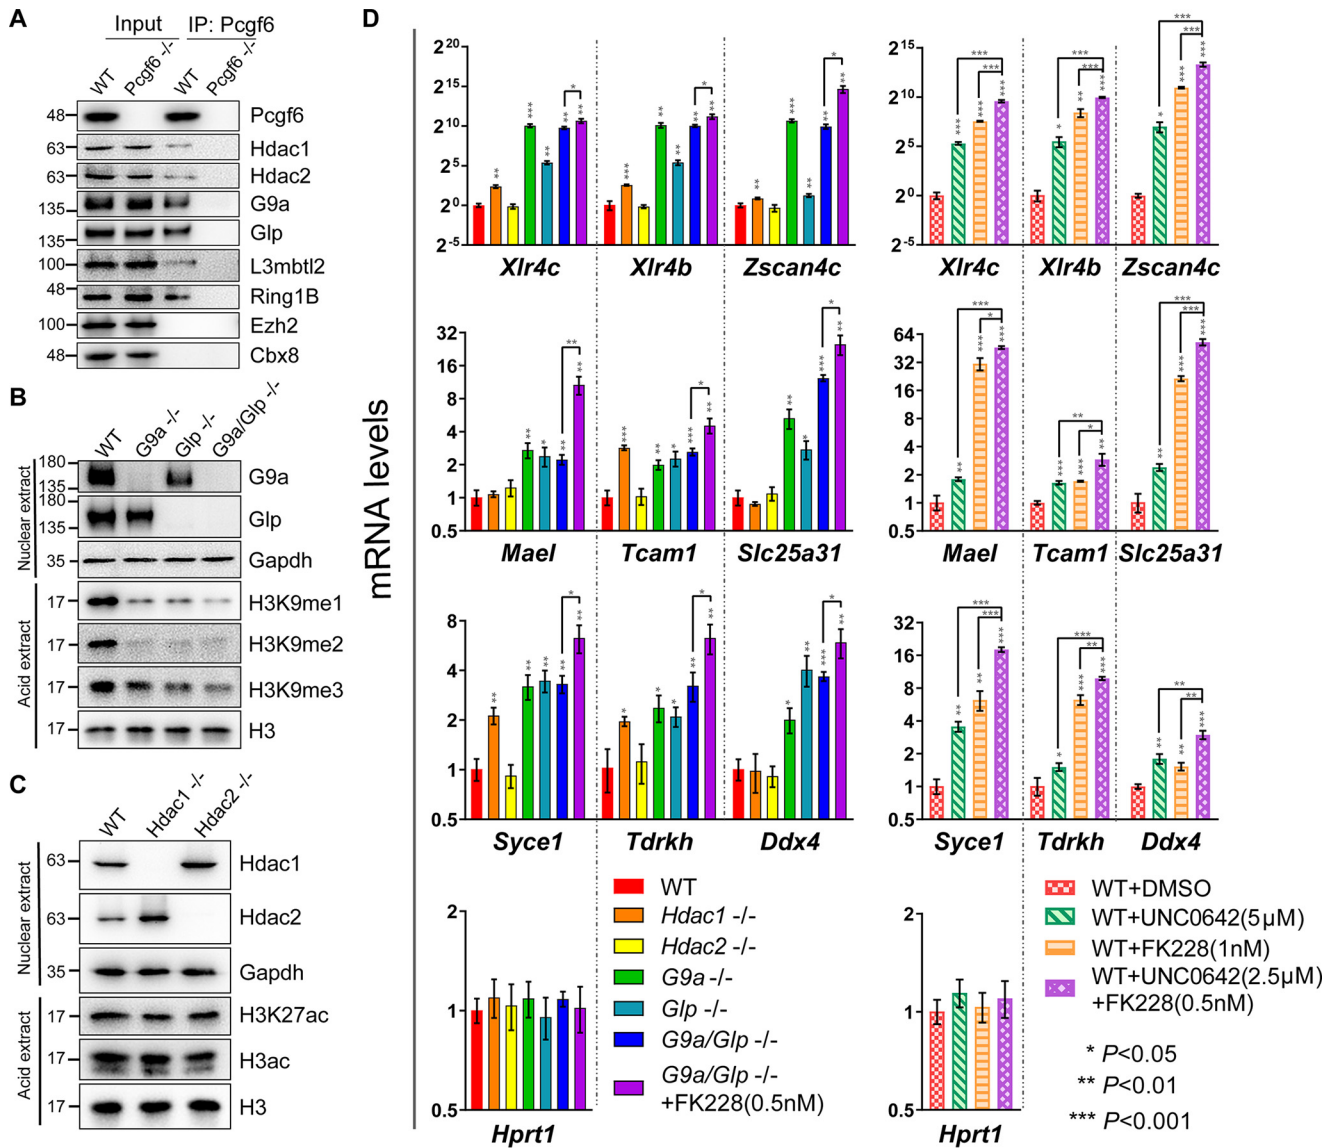 A
Input
IP: Pcgf6
WT
Pcgf6 -/-
WT
Pcgf6 -/-
48
Pcgf6
63
Hdac1
63
Hdac2
135
G9a
135
Glp
100
L3mbtl2
48
Ring1B
100
Ezh2
48
Cbx8
B
WT
G9a -/-
Glp -/-
G9a/Glp -/-
Nuclear extract
180
135
G9a
180
135
Glp
35
Gapdh
Acid extract
17
H3K9me1
17
H3K9me2
17
H3K9me3
17
H3
C
WT
Hdac1 -/-
Hdac2 -/-
Nuclear extract
63
Hdac1
63
Hdac2
35
Gapdh
Acid extract
17
H3K27ac
17
H3ac
17
H3
D
mRNA levels
2^20
2^15
2^10
2^5
2^0
2^-5
Xlr4c
Xlr4b
Zscan4c
2^15
2^10
2^5
2^0
2^-5
Xlr4c
Xlr4b
Zscan4c
32
16
8
4
2
1
0.5
Mael
Tcam1
Slc25a31
64
32
16
8
4
2
1
0.5
Mael
Tcam1
Slc25a31
8
4
2
1
0.5
Syce1
Tdrkh
Ddx4
32
16
8
4
2
1
0.5
Syce1
Tdrkh
Ddx4
2
1
0.5
Hprt1
WT
Hdac1 -/-
Hdac2 -/-
G9a -/-
Glp -/-
G9a/Glp -/-
G9a/Glp -/-
+FK228(0.5nM)
2
1
0.5
Hprt1
WT+DMSO
WT+UNC0642(5µM)
WT+FK228(1nM)
WT+UNC0642(2.5µM)
+FK228(0.5nM)
* P<0.05
** P<0.01
*** P<0.001